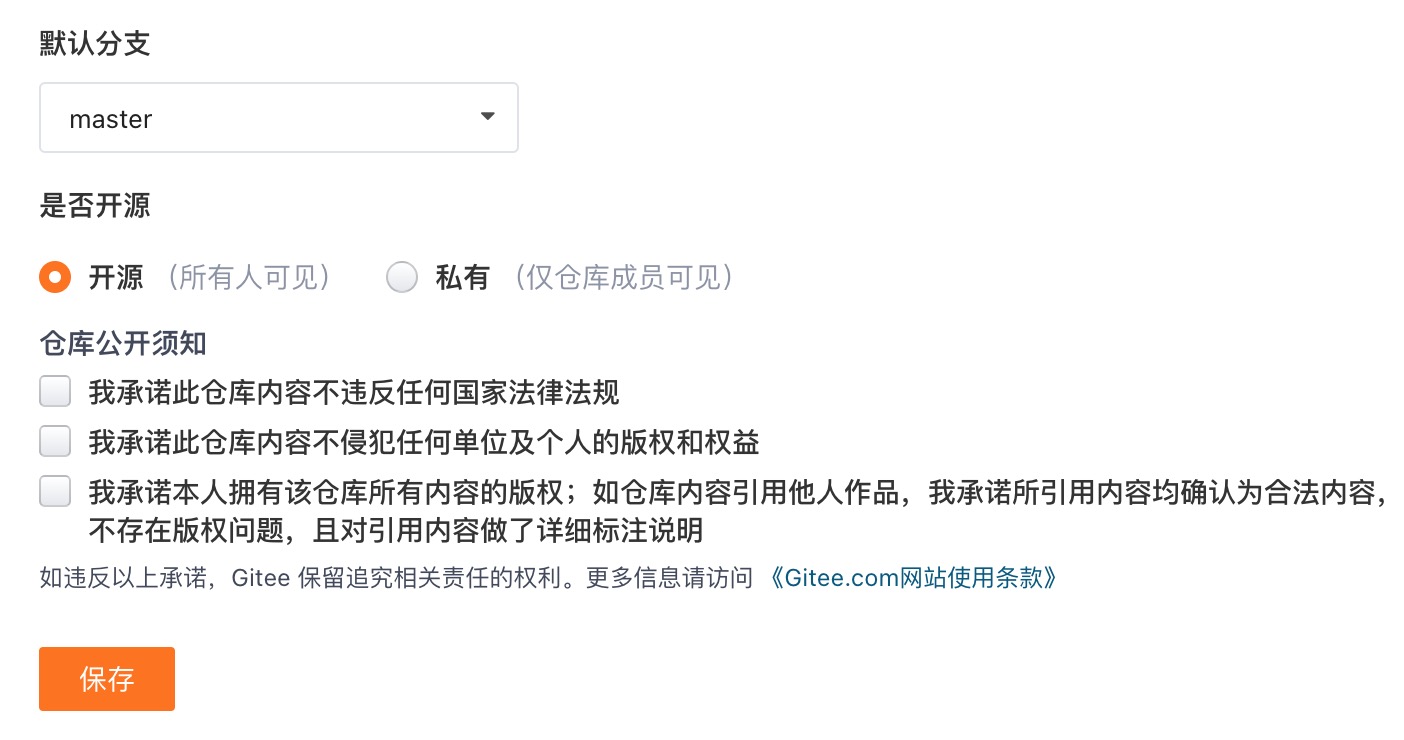 默认分支
master
是否开源
开源 （所有人可见） 私有 （仅仓库成员可见）
仓库公开须知
我承诺此仓库内容不违反任何国家法律法规
我承诺此仓库内容不侵犯任何单位及个人的版权和权益
我承诺本人拥有该仓库所有内容的版权；如仓库内容引用他人作品，我承诺所引用内容均确认为合法内容，
不存在版权问题，且对引用内容做了详细标注说明
如违反以上承诺，Gitee 保留追究相关责任的权利。更多信息请访问 《Gitee.com网站使用条款》
保存